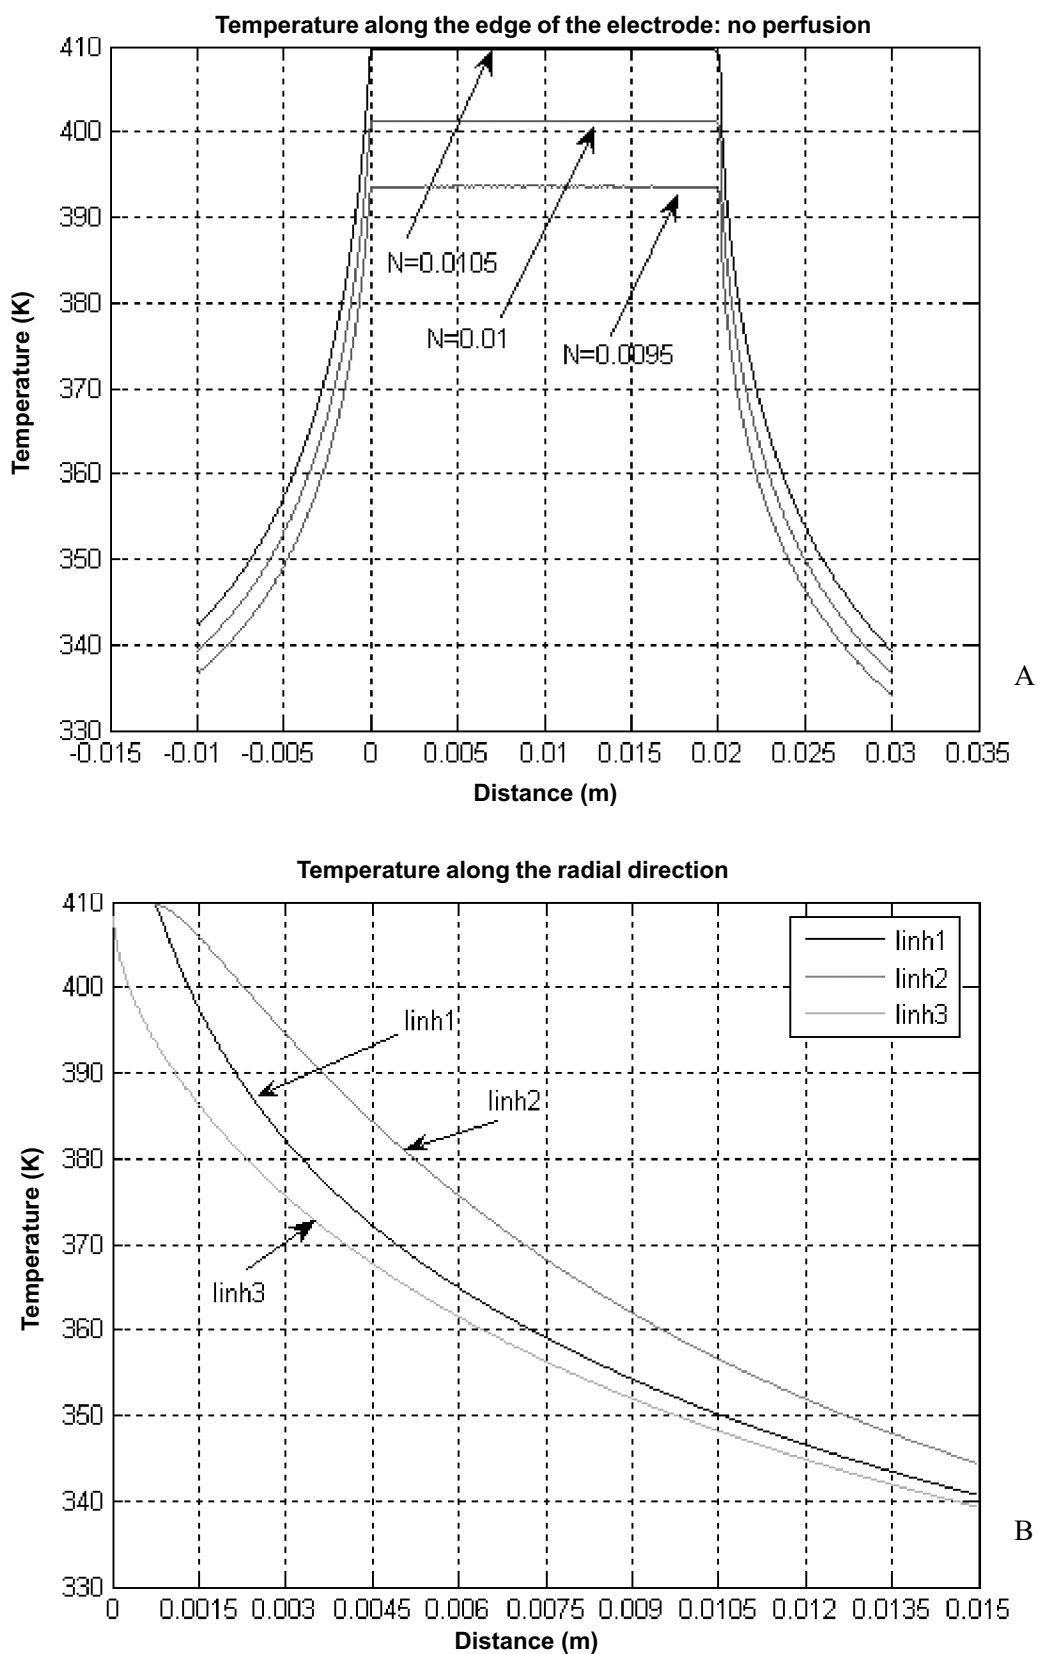 Temperature along the edge of the electrode: no perfusion
410
400
390
380
370
360
350
340
330
Temperature (K)
N=0.0105
N=0.01
N=0.0095
-0.015 -0.01 -0.005 0 0.005 0.01 0.015 0.02 0.025 0.03 0.035
Distance (m)
A
Temperature along the radial direction
410
400
390
380
370
360
350
340
330
Temperature (K)
linh1
linh2
linh3
linh1
linh2
linh3
0 0.0015 0.003 0.0045 0.006 0.0075 0.009 0.0105 0.012 0.0135 0.015
Distance (m)
B